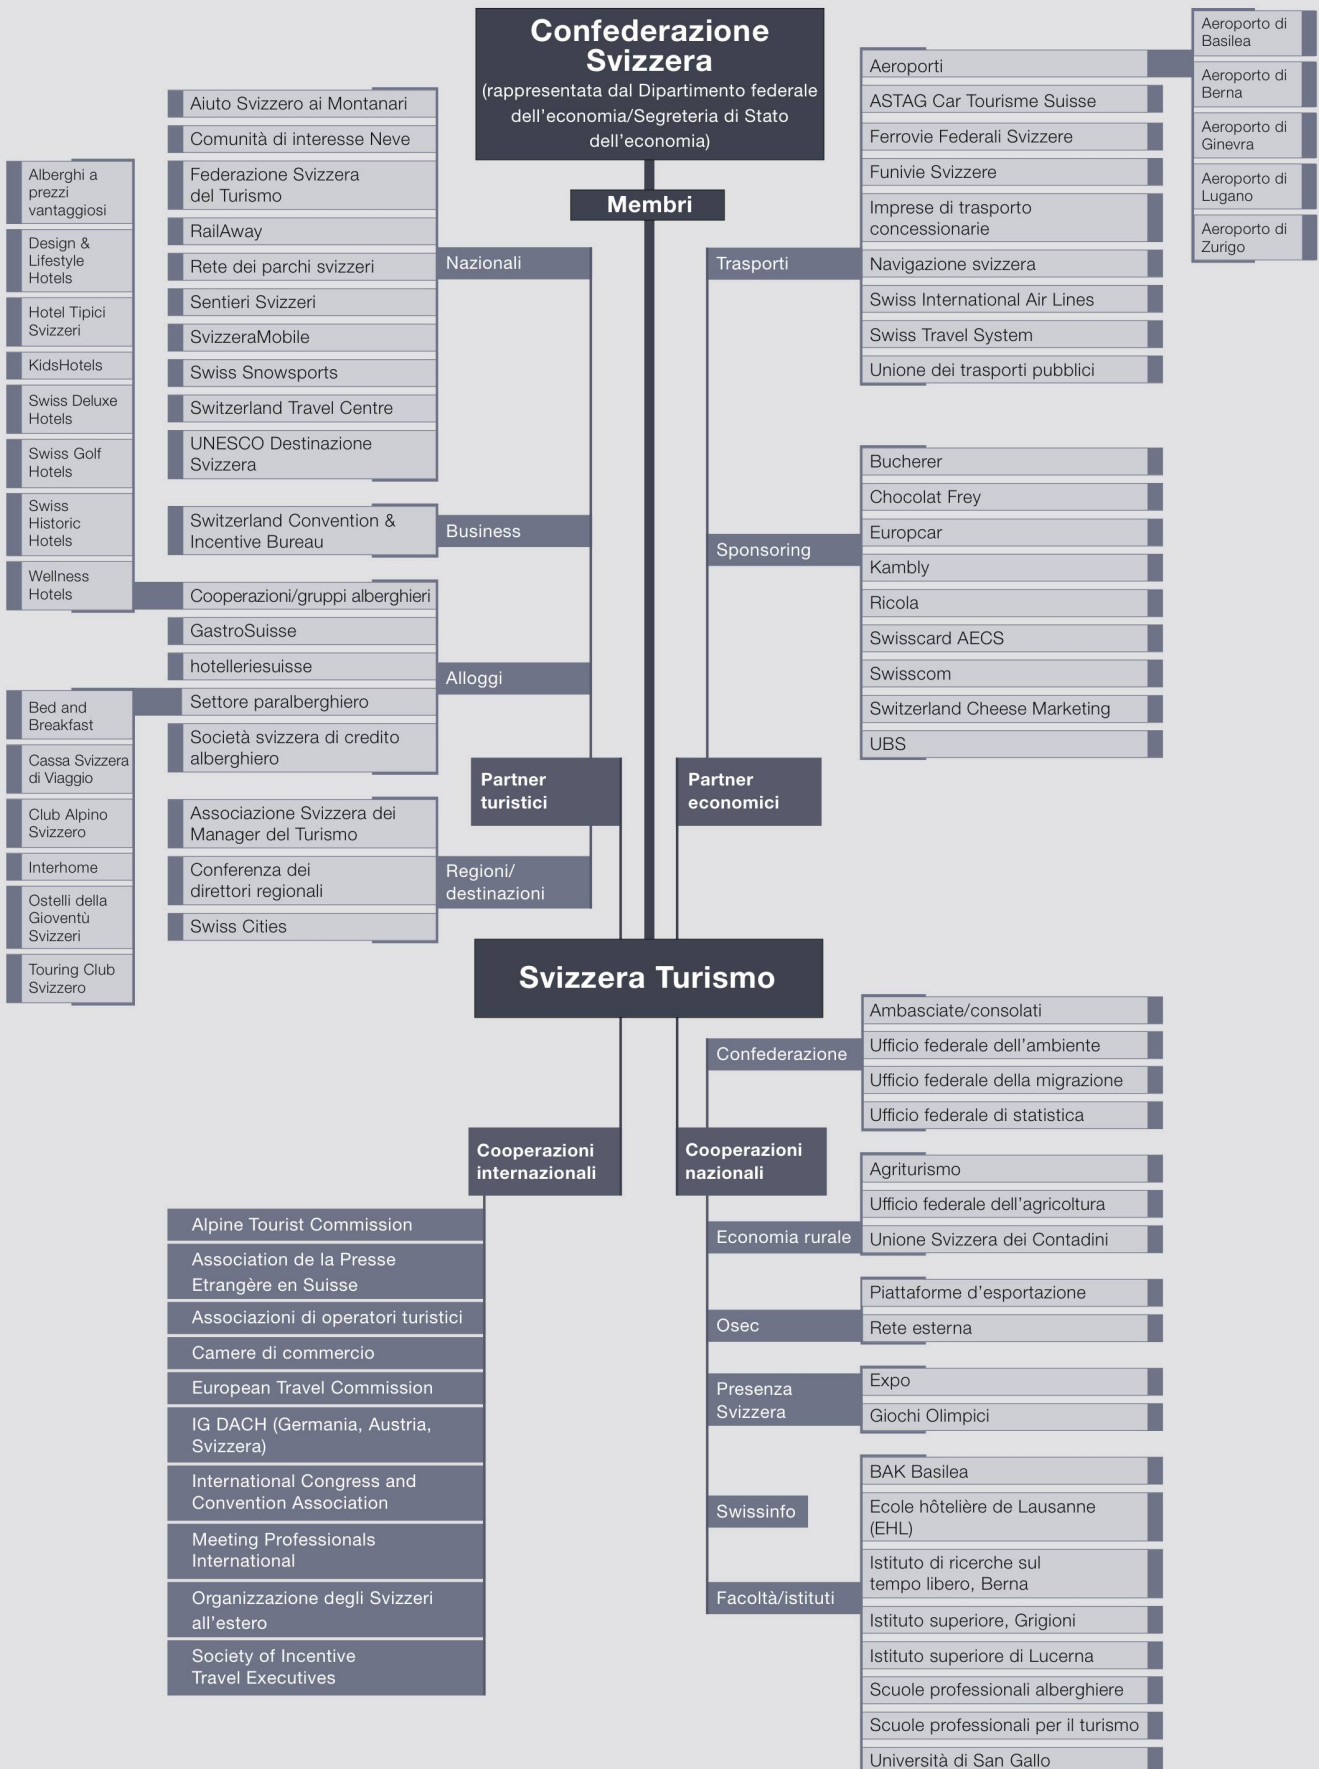 Confederazione
Svizzera
(rappresentata dal Dipartimento federale
dell'economia/Segreteria di Stato
dell'economia)
Membri
Aiuto Svizzero ai Montanari
Comunità di interesse Neve
Federazione Svizzera
del Turismo
RailAway
Rete dei parchi svizzeri
Sentieri Svizzeri
SvizzeraMobile
Swiss Snowsports
Switzerland Travel Centre
UNESCO Destinazione
Svizzera
Nazionali
Switzerland Convention &
Incentive Bureau
Business
Alberghi a
prezzi
vantaggiosi
Design &
Lifestyle
Hotels
Hotel Tipici
Svizzeri
KidsHotels
Swiss Deluxe
Hotels
Swiss Golf
Hotels
Swiss
Historic
Hotels
Wellness
Hotels
Cooperazioni/gruppi alberghieri
GastroSuisse
hotelleriesuisse
Settore paralberghiero
Società svizzera di credito
alberghiero
Alloggi
Bed and
Breakfast
Cassa Svizzera
di Viaggio
Club Alpino
Svizzero
Interhome
Ostelli della
Gioventù
Svizzeri
Touring Club
Svizzero
Associazione Svizzera dei
Manager del Turismo
Conferenza dei
direttori regionali
Swiss Cities
Regioni/
destinazioni
Partner
turistici
Partner
economici
Trasporti
Aeroporti
ASTAG Car Tourisme Suisse
Ferrovie Federali Svizzere
Funivie Svizzere
Imprese di trasporto
concessionarie
Navigazione svizzera
Swiss International Air Lines
Swiss Travel System
Unione dei trasporti pubblici
Aeroporto di
Basilea
Aeroporto di
Berna
Aeroporto di
Ginevra
Aeroporto di
Lugano
Aeroporto di
Zurigo
Sponsoring
Bucherer
Chocolat Frey
Europcar
Kambly
Ricola
Swisscard AECS
Swisscom
Switzerland Cheese Marketing
UBS
Svizzera Turismo
Cooperazioni
internazionali
Alpine Tourist Commission
Association de la Presse
Etrangère en Suisse
Associazioni di operatori turistici
Camere di commercio
European Travel Commission
IG DACH (Germania, Austria,
Svizzera)
International Congress and
Convention Association
Meeting Professionals
International
Organizzazione degli Svizzeri
all'estero
Society of Incentive
Travel Executives
Cooperazioni
nazionali
Confederazione
Ambasciate/consolati
Ufficio federale dell'ambiente
Ufficio federale della migrazione
Ufficio federale di statistica
Economia rurale
Agriturismo
Ufficio federale dell'agricoltura
Unione Svizzera dei Contadini
Osec
Piattaforme d'esportazione
Rete esterna
Presenza
Svizzera
Expo
Giochi Olimpici
Swissinfo
Facoltà/istituti
BAK Basilea
Ecole hôtelière de Lausanne
(EHL)
Istituto di ricerche sul
tempo libero, Berna
Istituto superiore, Grigioni
Istituto superiore di Lucerna
Scuole professionali alberghiere
Scuole professionali per il turismo
Università di San Gallo